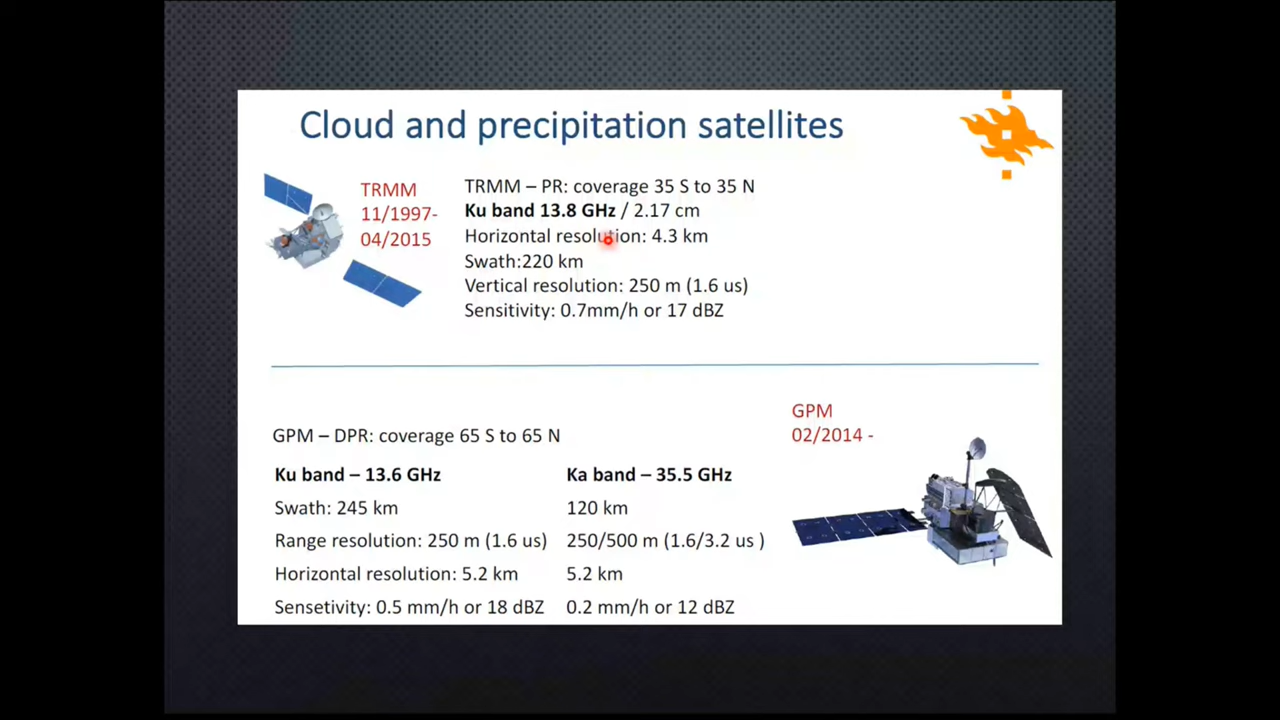 Cloud and precipitation satellites
TRMM
11/1997-
04/2015
TRMM – PR: coverage 35 S to 35 N
Ku band 13.8 GHz / 2.17 cm
Horizontal resolution: 4.3 km
Swath:220 km
Vertical resolution: 250 m (1.6 us)
Sensitivity: 0.7mm/h or 17 dBZ
GPM
02/2014 -
GPM – DPR: coverage 65 S to 65 N
Ku band – 13.6 GHz
Ka band – 35.5 GHz
Swath: 245 km
120 km
Range resolution: 250 m (1.6 us)
250/500 m (1.6/3.2 us )
Horizontal resolution: 5.2 km
5.2 km
Sensetivity: 0.5 mm/h or 18 dBZ
0.2 mm/h or 12 dBZ